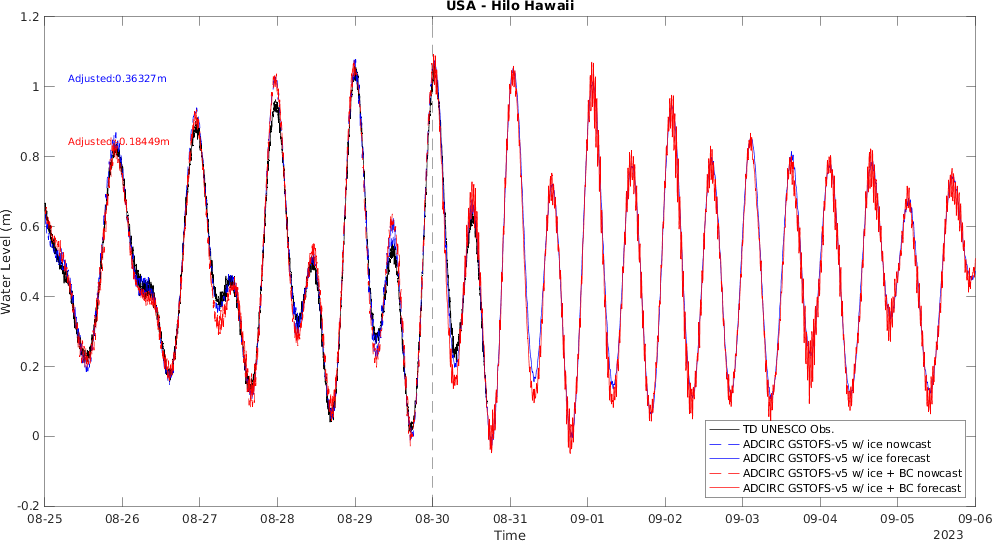 USA - Hilo Hawaii
Adjusted:0.36327m
Adjusted:-0.18449m
Water Level (m)
1.2
1
0.8
0.6
0.4
0.2
0
-0.2
TD UNESCO Obs.
ADCIRC GSTOFS-v5 w/ ice nowcast
ADCIRC GSTOFS-v5 w/ ice forecast
ADCIRC GSTOFS-v5 w/ ice + BC nowcast
ADCIRC GSTOFS-v5 w/ ice + BC forecast
08-25 08-26 08-27 08-28 08-29 08-30 08-31 09-01 09-02 09-03 09-04 09-05 09-06
Time
2023